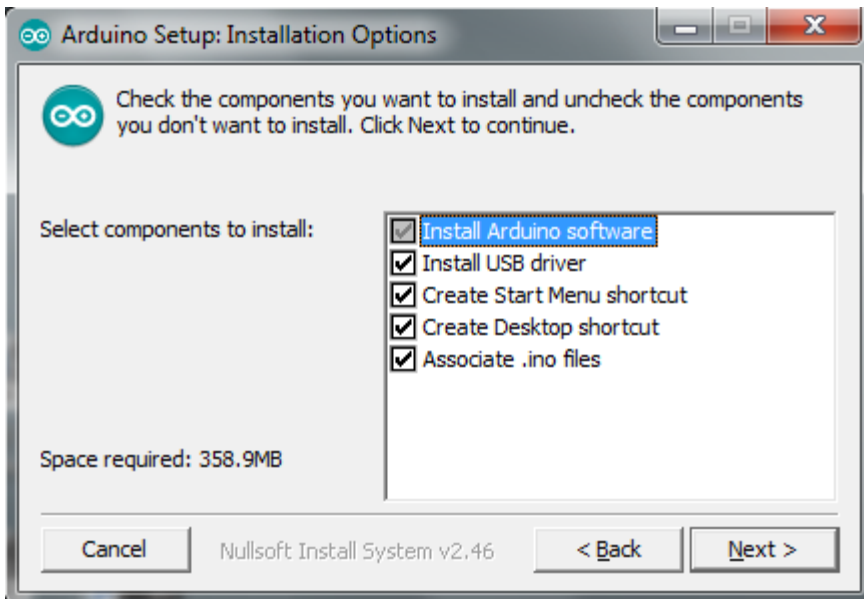 Arduino Setup: Installation Options
Check the components you want to install and uncheck the components
you don't want to install. Click Next to continue.
Select components to install:
Install Arduino software
Install USB driver
Create Start Menu shortcut
Create Desktop shortcut
Associate .ino files
Space required: 358.9MB
Cancel
Nullsoft Install System v2.46
< Back
Next >